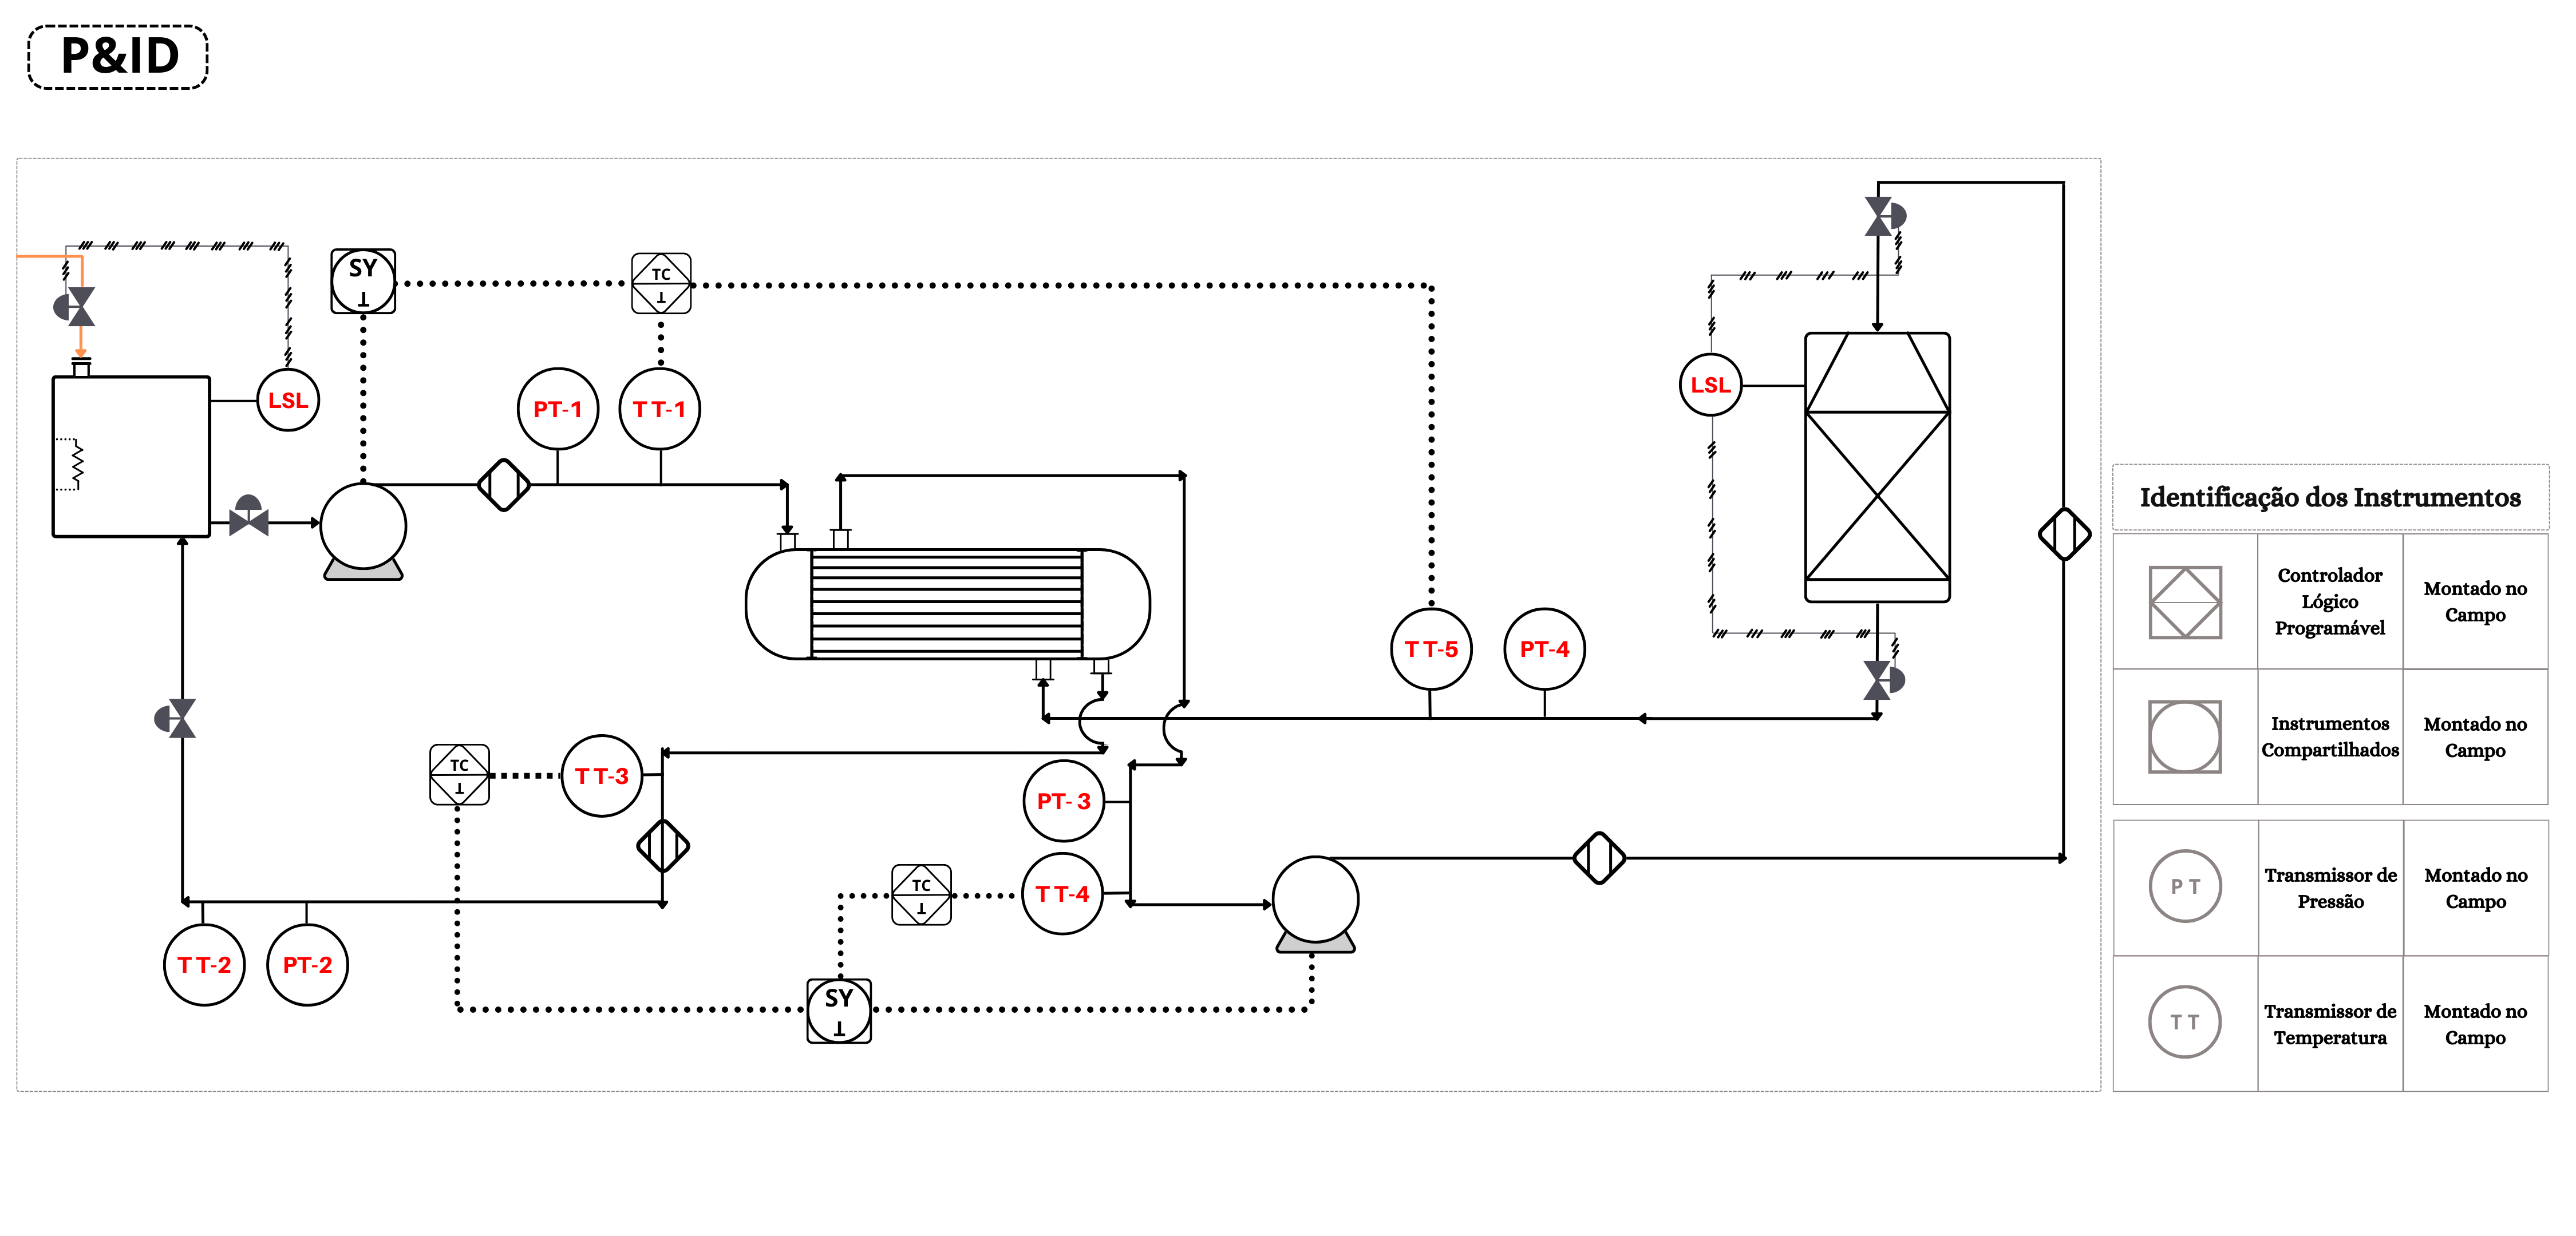 P&ID
SY
⊥
TC
⊥
LSL
PT-1
TT-1
LSL
TT-5
PT-4
TC
⊥
TT-3
PT- 3
TC
⊥
TT-4
TT-2
PT-2
SY
⊥
Identificação dos Instrumentos
Controlador
Lógico
Programável
Montado no
Campo
Instrumentos
Compartilhados
Montado no
Campo
PT
Transmissor de
Pressão
Montado no
Campo
TT
Transmissor de
Temperatura
Montado no
Campo